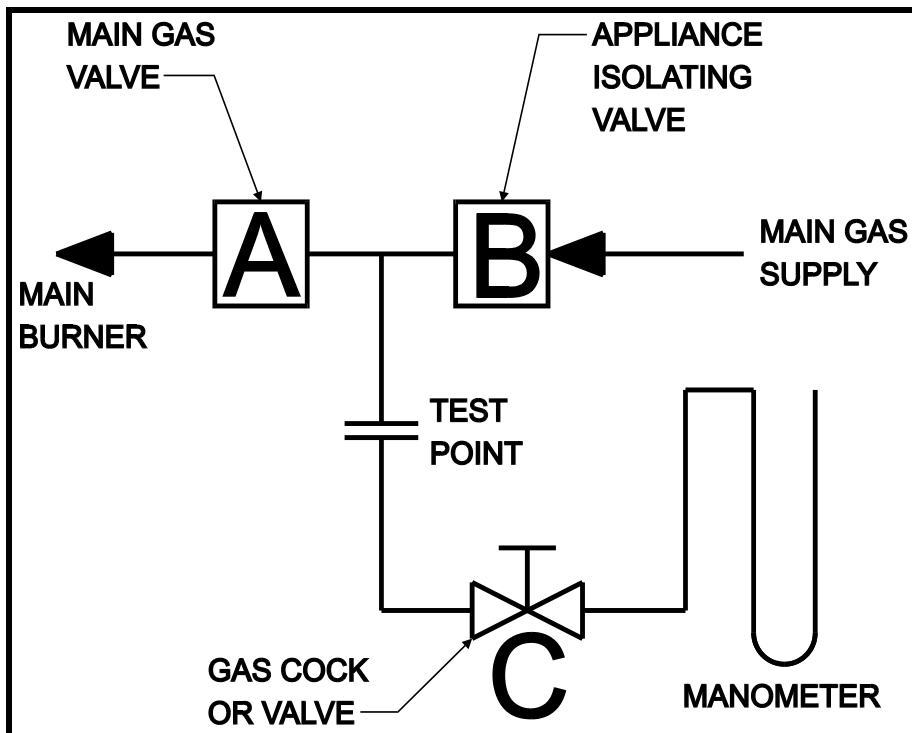 MAIN GAS
VALVE
APPLIANCE
ISOLATING
VALVE
A
B
MAIN GAS
SUPPLY
MAIN
BURNER
TEST
POINT
GAS COCK
OR VALVE
C
MANOMETER